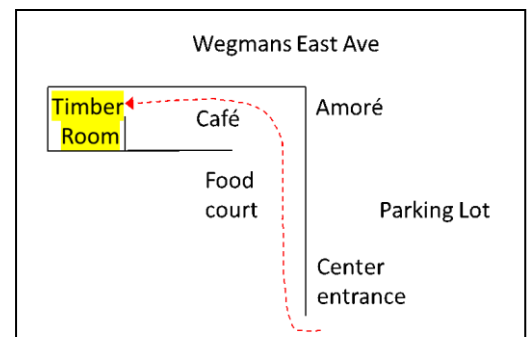 Wegmans East Ave
Timber
Room
Café
Amoré
Food
court
Parking Lot
Center
entrance